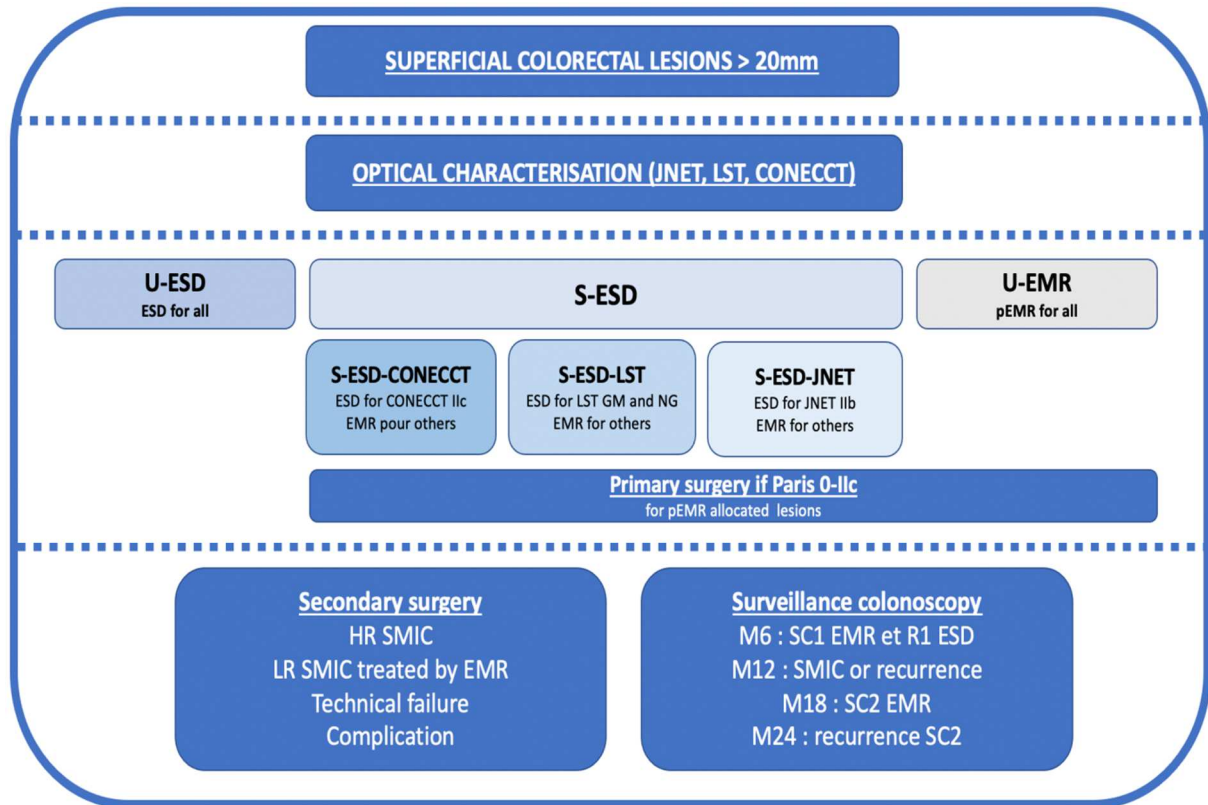 SUPERFICIAL COLORECTAL LESIONS > 20mm
OPTICAL CHARACTERISATION (JNET, LST, CONECCT)
U-ESD
ESD for all
S-ESD
U-EMR
pEMR for all
S-ESD-CONECCT
ESD for CONECCT IIc
EMR pour others
S-ESD-LST
ESD for LST GM and NG
EMR for others
S-ESD-JNET
ESD for JNET IIb
EMR for others
Primary surgery if Paris 0-IIc
for pEMR allocated lesions
Secondary surgery
HR SMIC
LR SMIC treated by EMR
Technical failure
Complication
Surveillance colonoscopy
M6 : SC1 EMR et R1 ESD
M12 : SMIC or recurrence
M18 : SC2 EMR
M24 : recurrence SC2